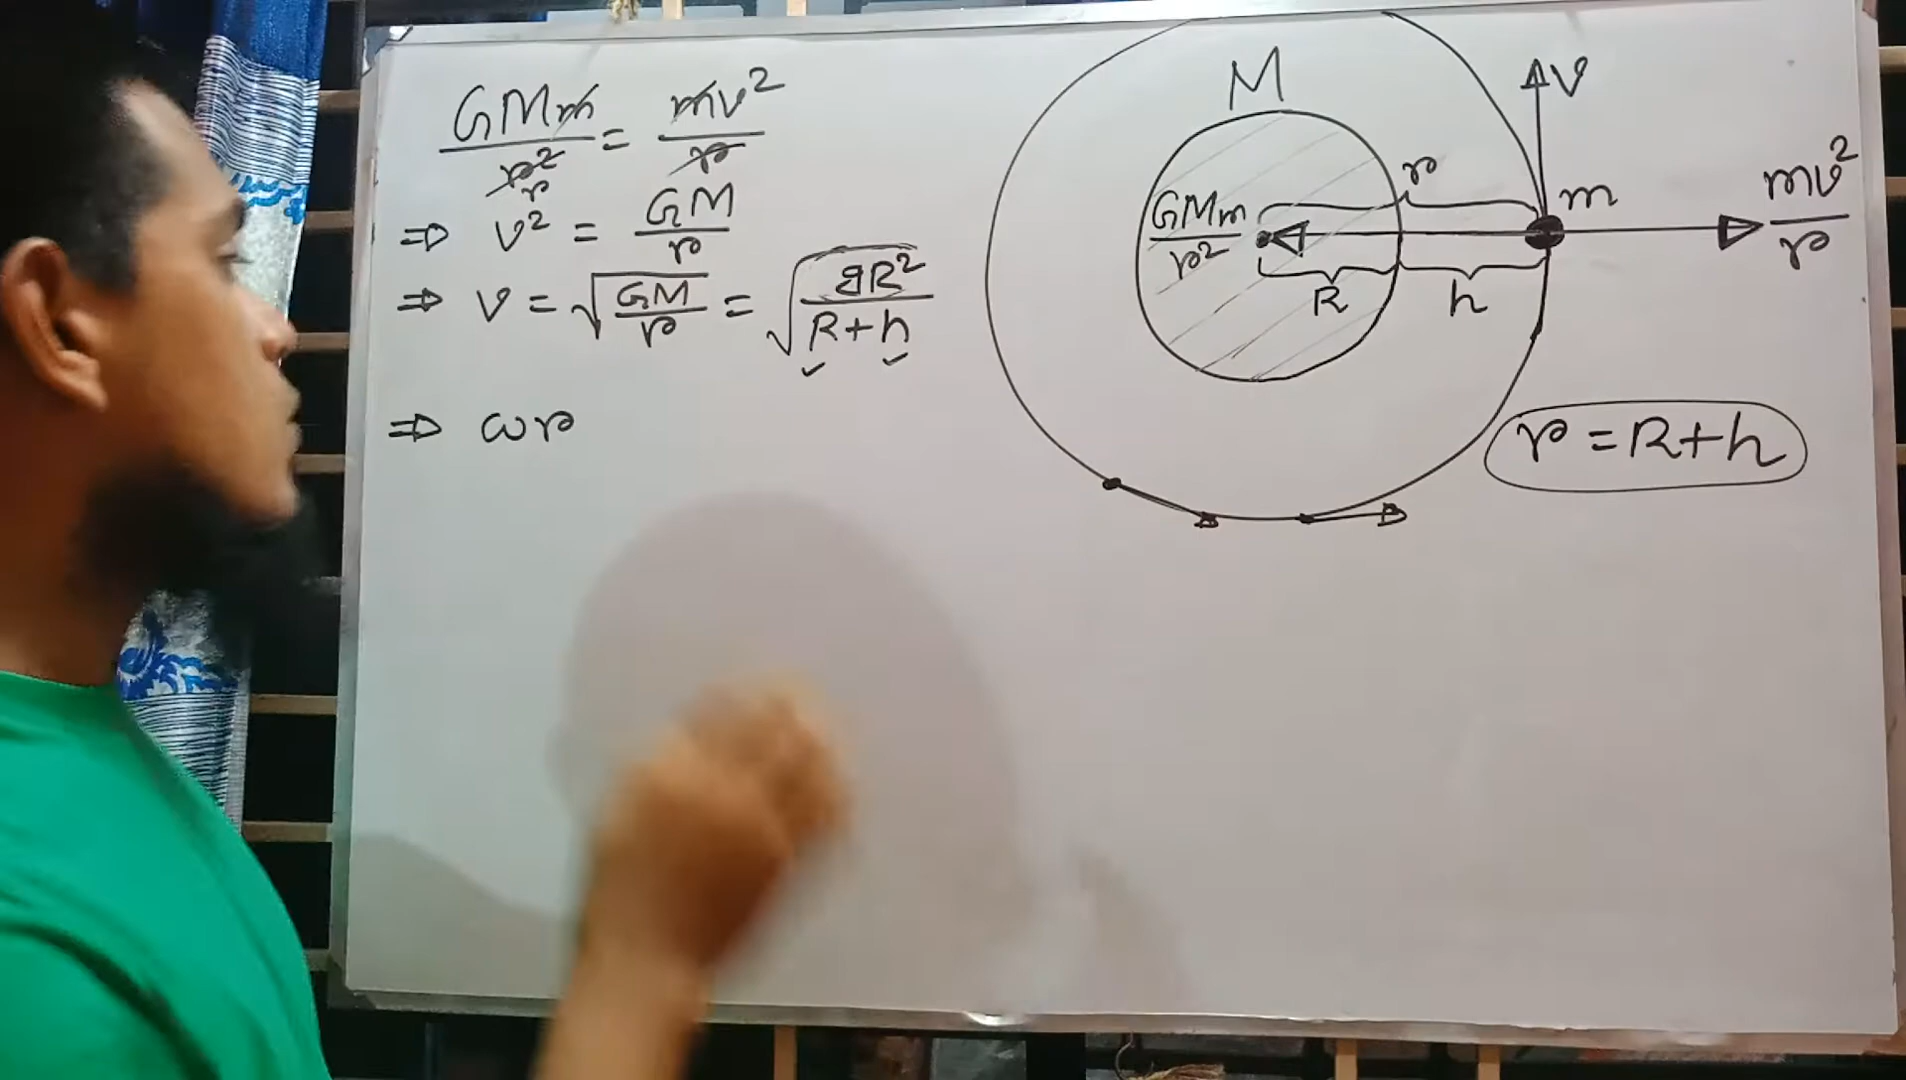 GMm/r² = mv²/r
r
⇒ v² = GM/r
⇒ v = √(GM/r) = √(gR²/(R+h))
⇒ ωr
M
v
m
r
GMm/r²
mv²/r
R
h
r = R+h